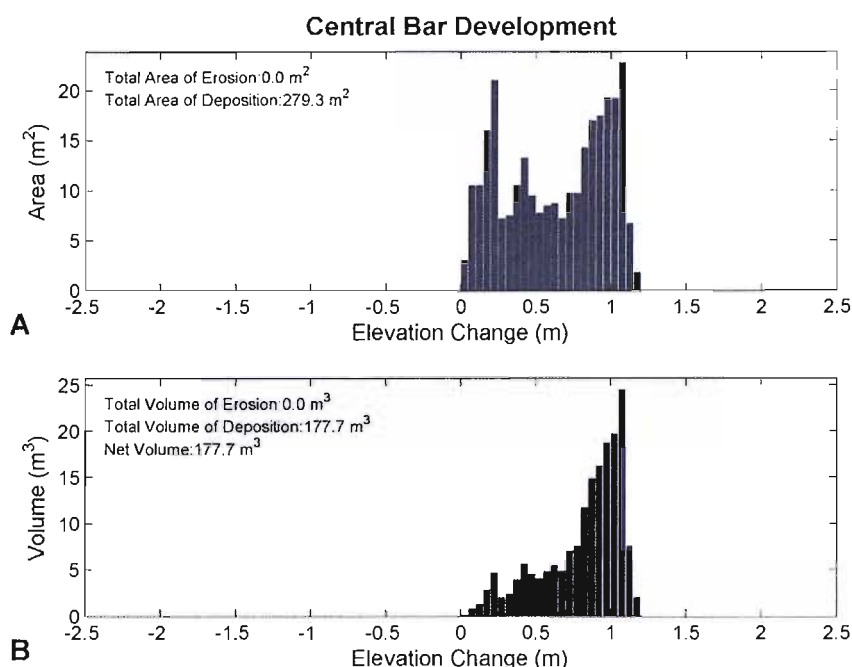 Central Bar Development
Total Area of Erosion:0.0 m²
Total Area of Deposition:279.3 m²
Area (m²)
20
15
10
5
0
-2.5 -2 -1.5 -1 -0.5 0 0.5 1 1.5 2 2.5
Elevation Change (m)
A
Total Volume of Erosion:0.0 m³
Total Volume of Deposition:177.7 m³
Net Volume:177.7 m³
Volume (m³)
25
20
15
10
5
0
-2.5 -2 -1.5 -1 -0.5 0 0.5 1 1.5 2 2.5
Elevation Change (m)
B